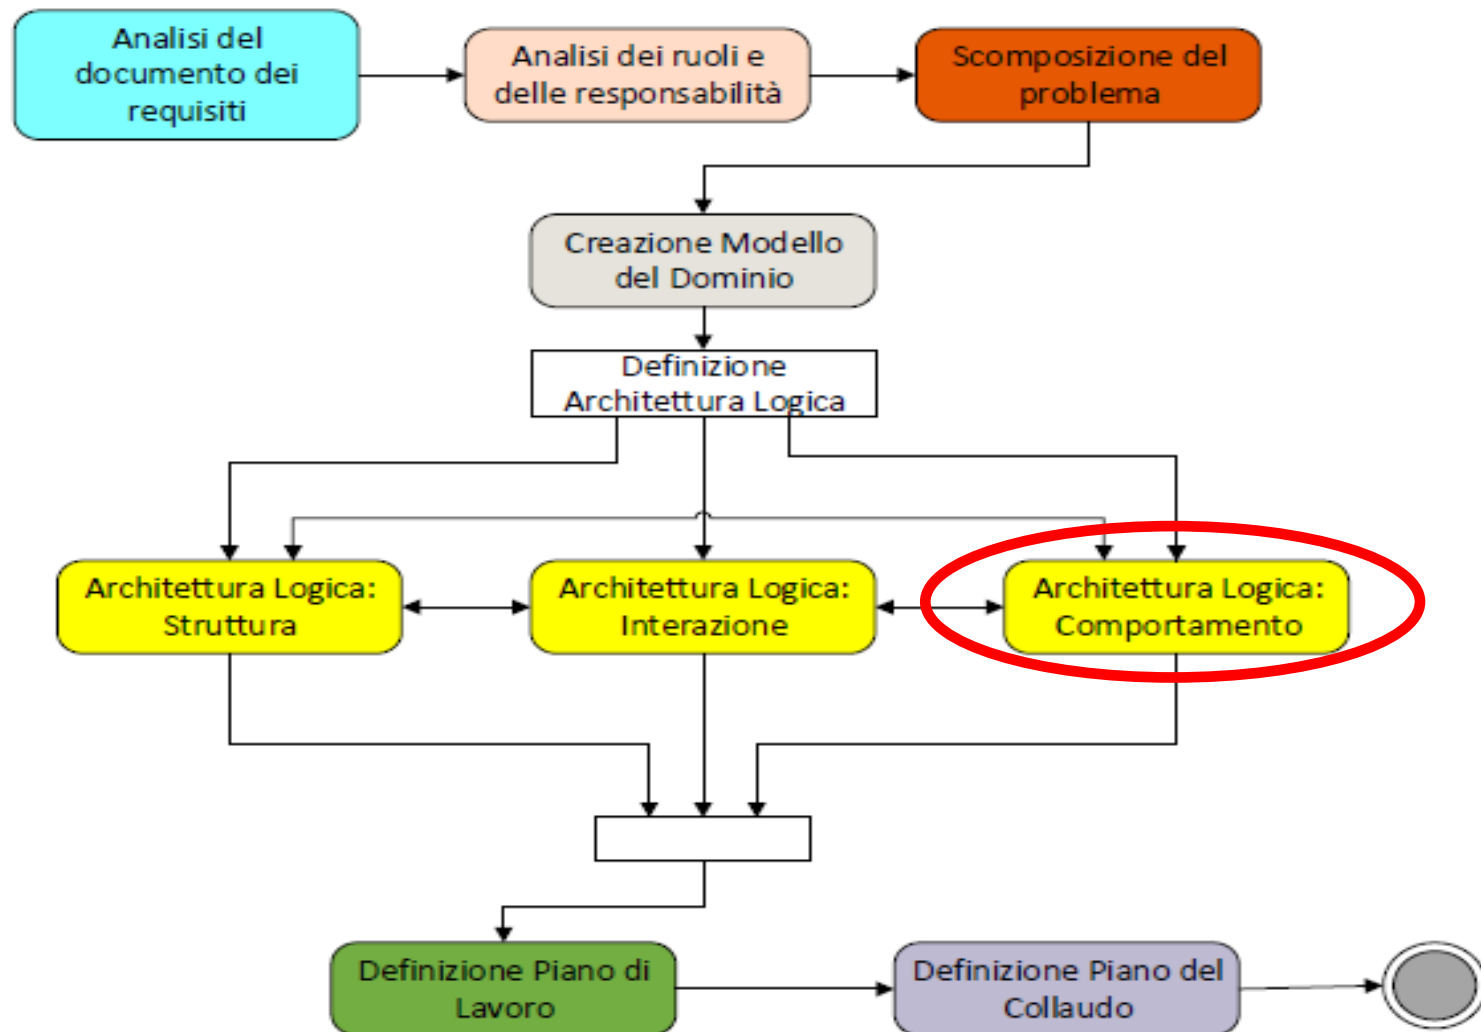 Analisi del
documento dei
requisiti
Analisi dei ruoli e
delle responsabilità
Scomposizione del
problema
Creazione Modello
del Dominio
Definizione
Architettura Logica
Architettura Logica:
Struttura
Architettura Logica:
Interazione
Architettura Logica:
Comportamento
Definizione Piano di
Lavoro
Definizione Piano del
Collaudo